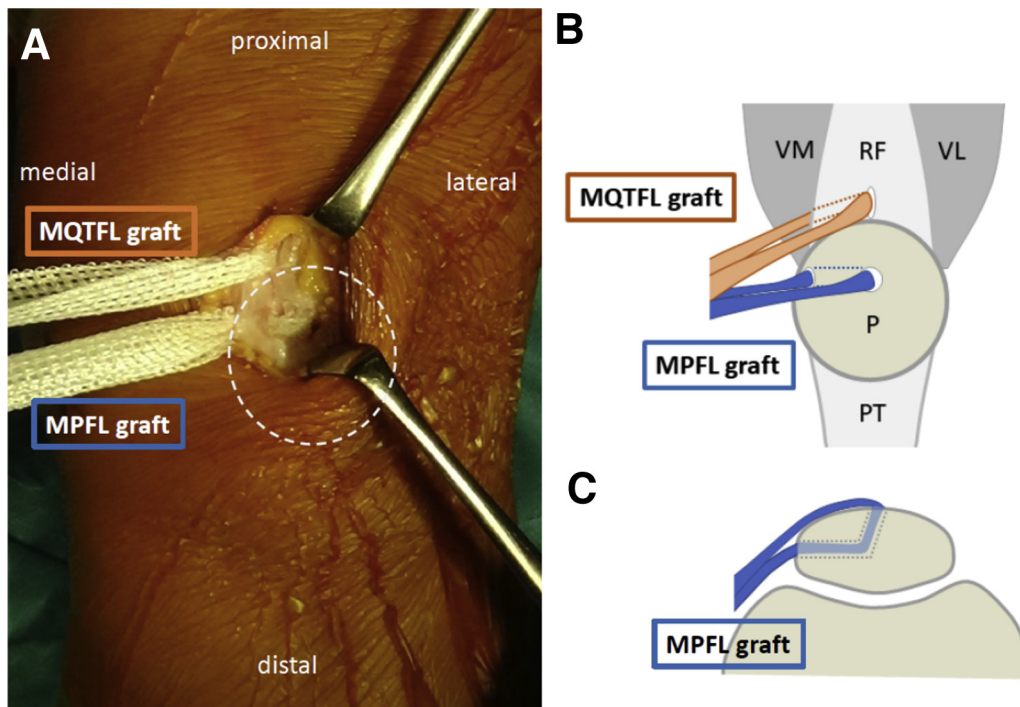 A
proximal
medial
lateral
MQTFL graft
MPFL graft
distal
B
VM
RF
VL
MQTFL graft
P
MPFL graft
PT
C
MPFL graft